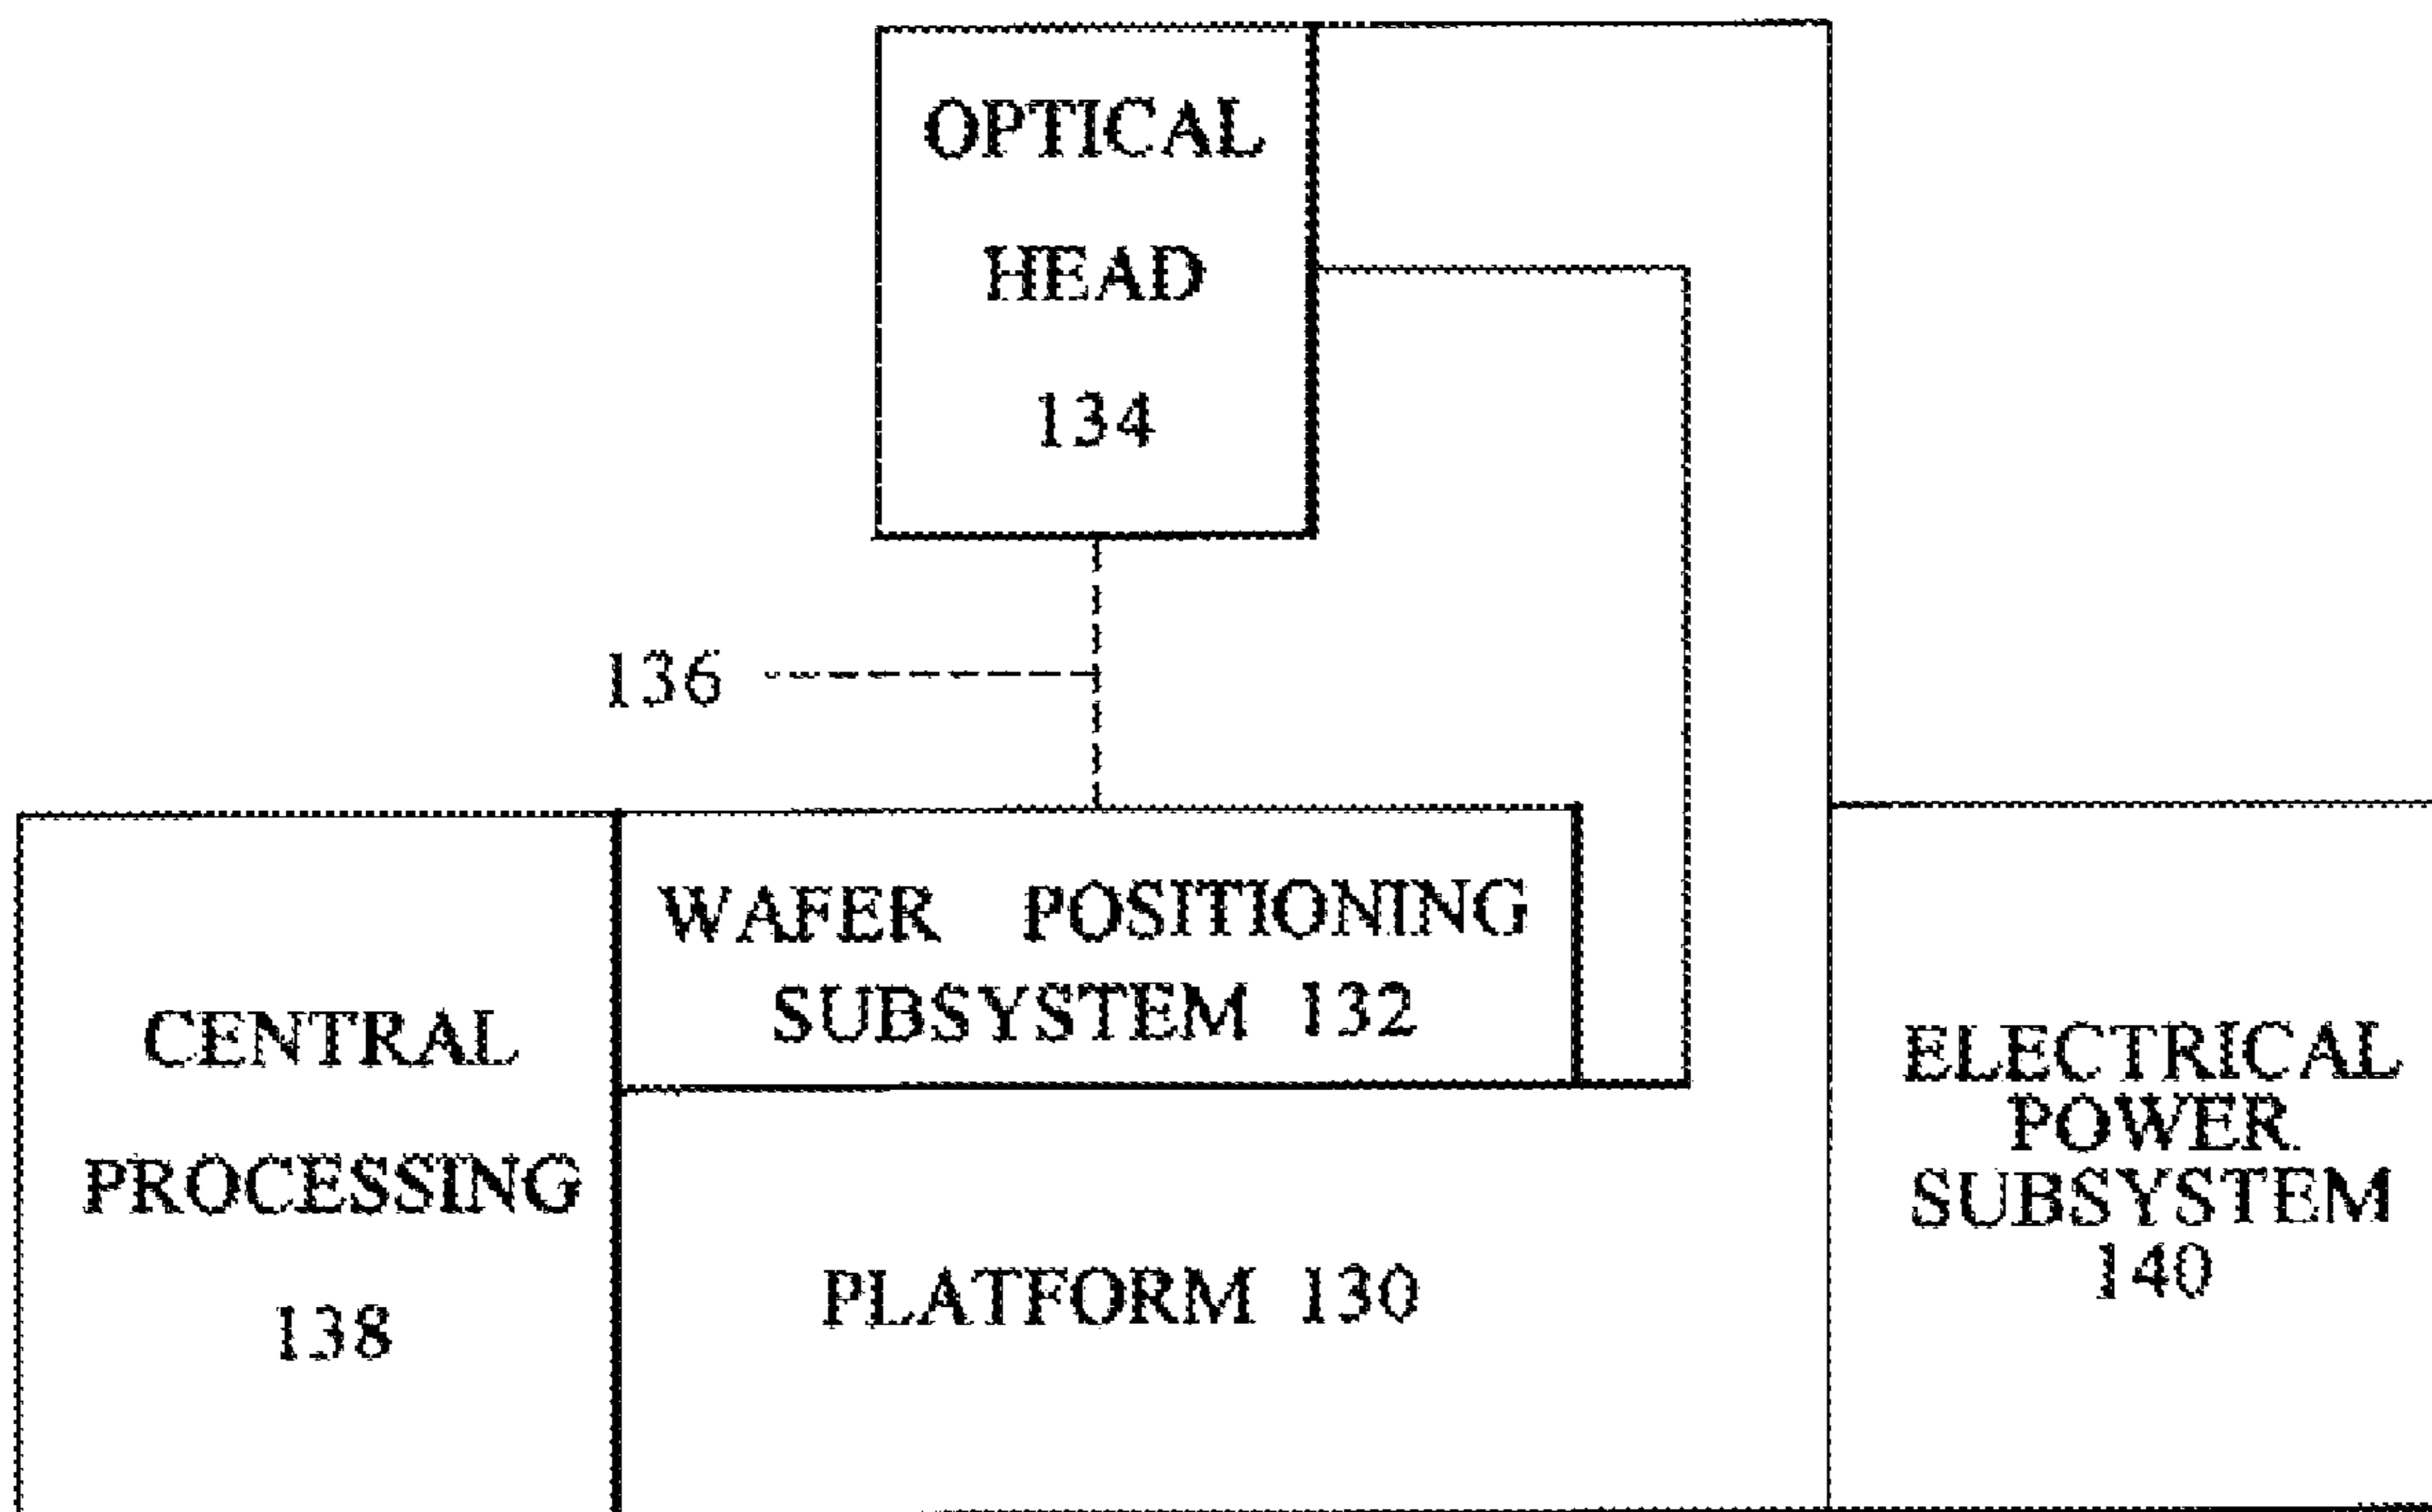 OPTICAL
HEAD
134
136
WAFER POSITIONING
SUBSYSTEM 132
CENTRAL
PROCESSING
138
PLATFORM 130
ELECTRICAL
POWER
SUBSYSTEM
140